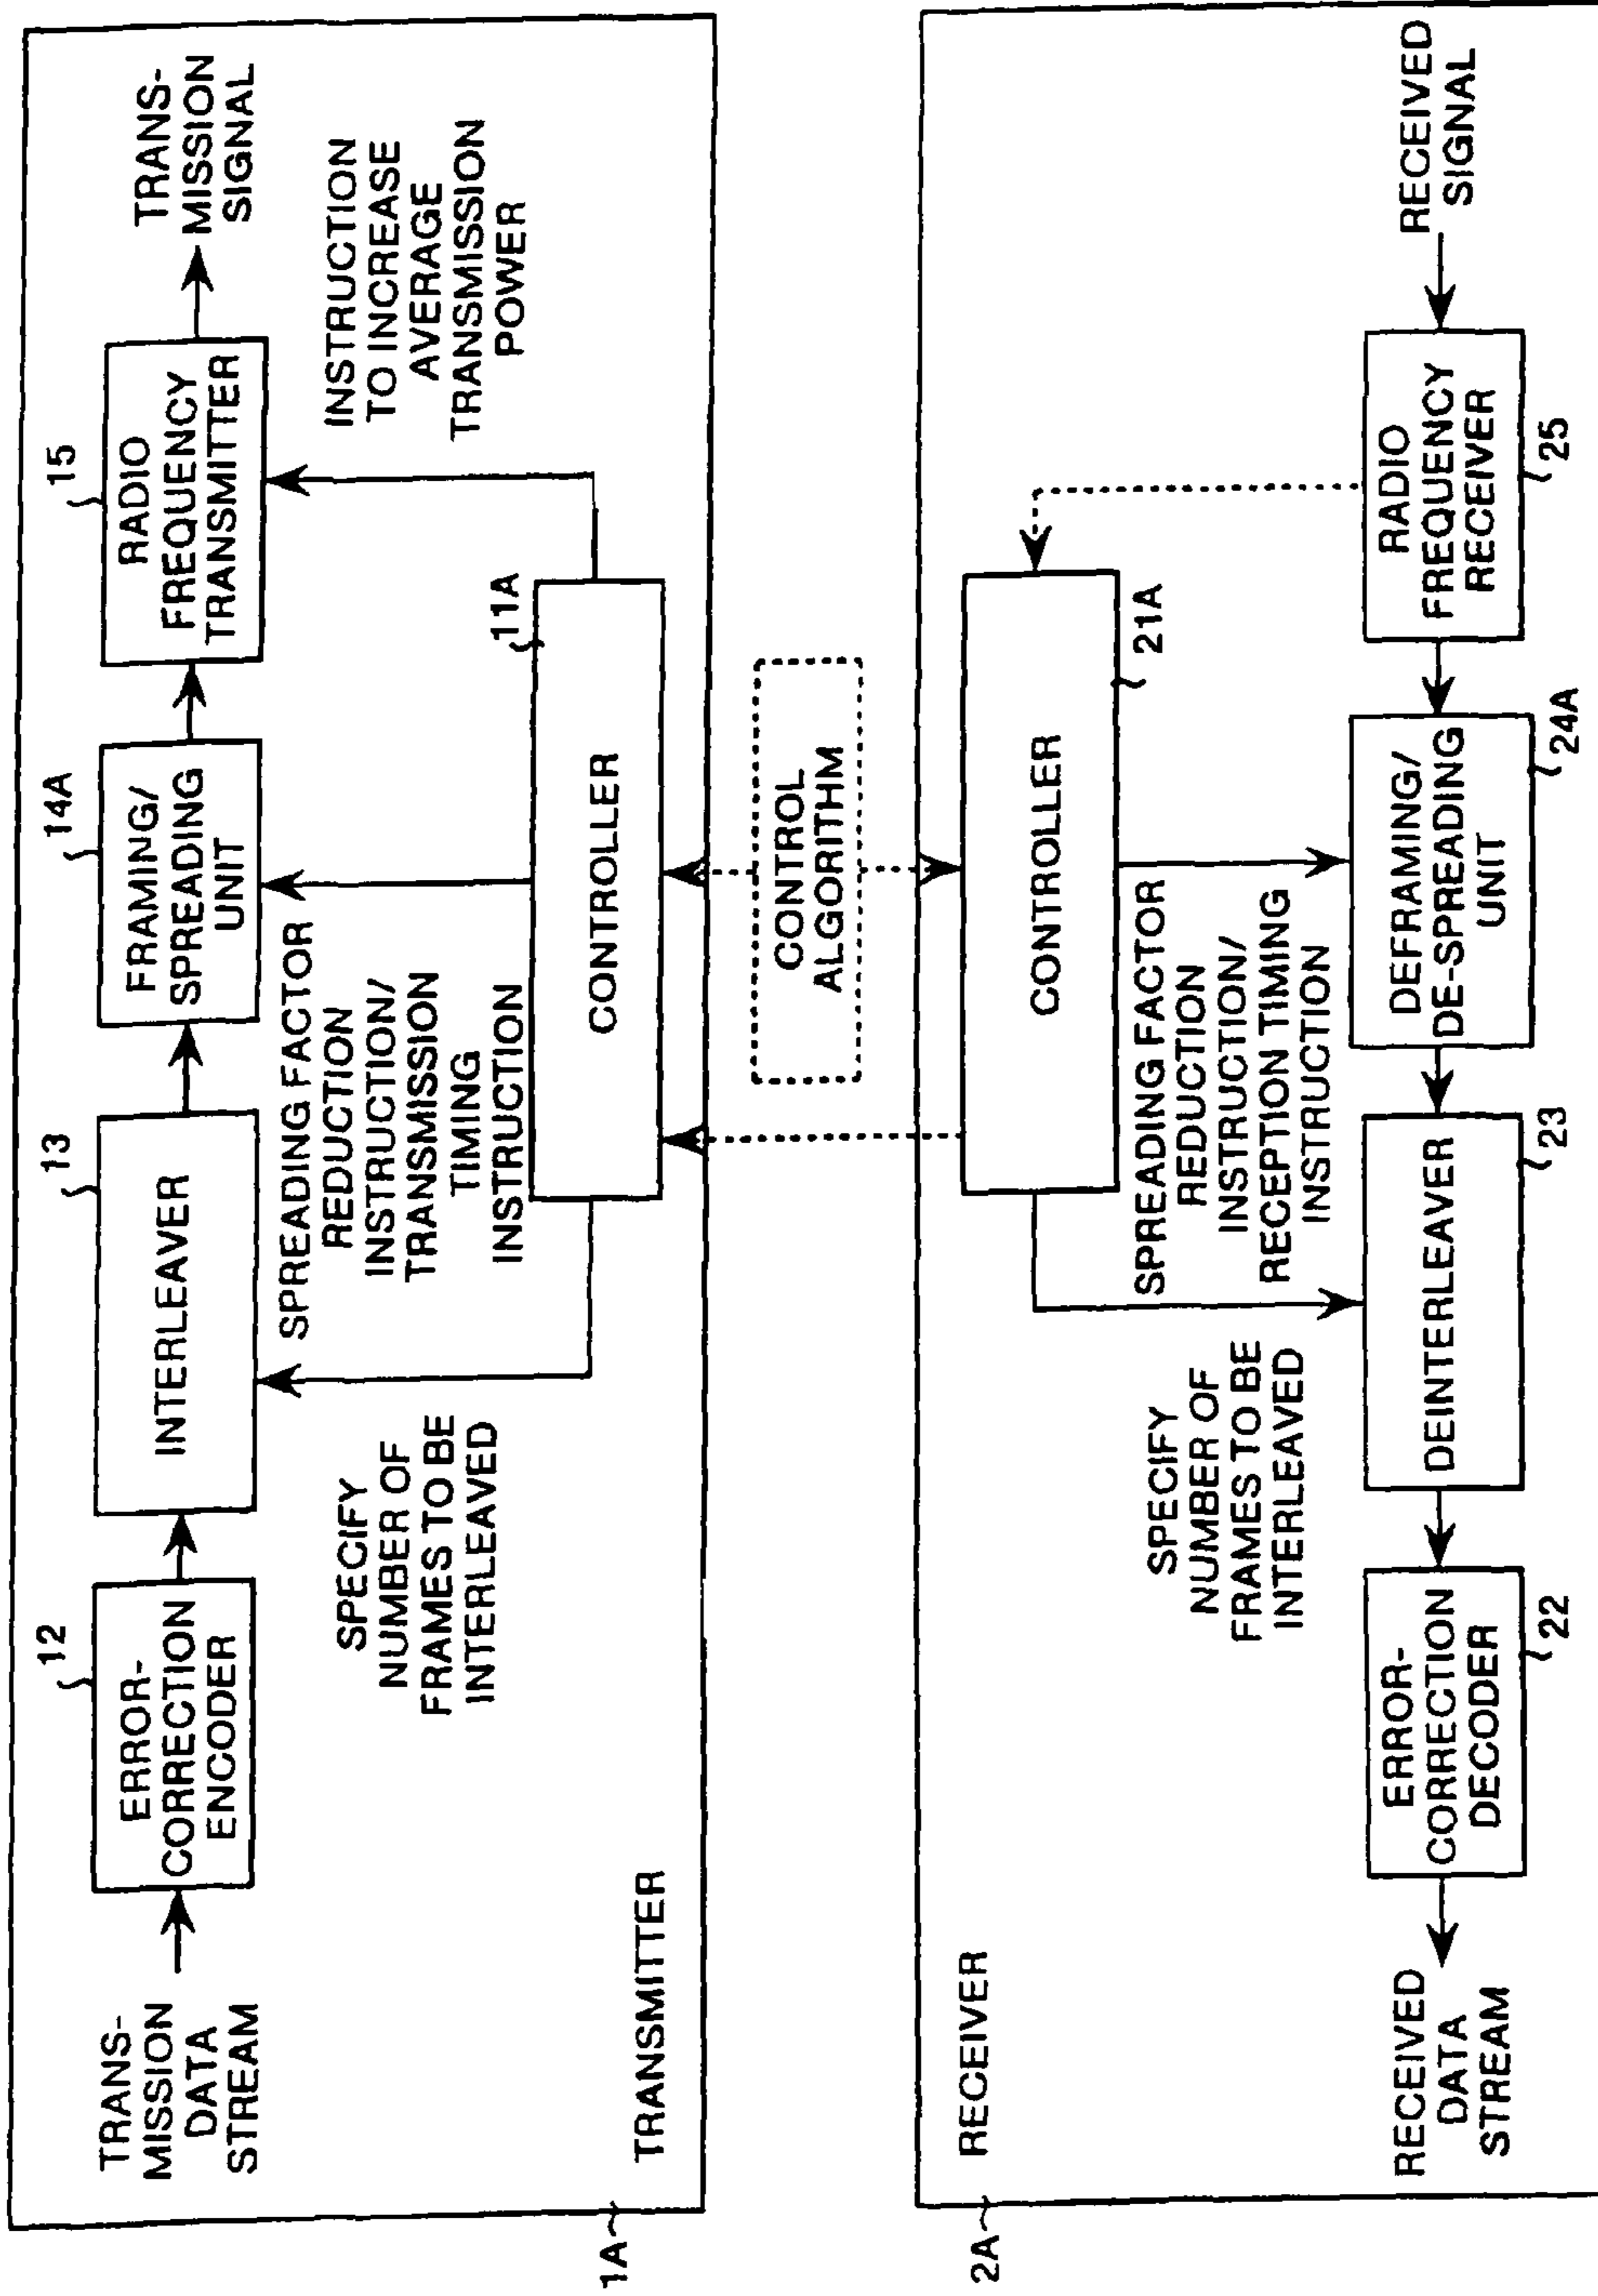 TRANS-
MISSION
DATA
STREAM
12
ERROR-
CORRECTION
ENCODER
13
INTERLEAVER
14A
FRAMING/
SPREADING
UNIT
15
RADIO
FREQUENCY
TRANSMITTER
TRANS-
MISSION
SIGNAL
SPECIFY
NUMBER OF
FRAMES TO BE
INTERLEAVED
SPREADING FACTOR
REDUCTION
INSTRUCTION/
TRANSMISSION
TIMING
INSTRUCTION
INSTRUCTION
TO INCREASE
AVERAGE
TRANSMISSION
POWER
11A
CONTROLLER
TRANSMITTER
1A
CONTROL
ALGORITHM
2A
RECEIVER
CONTROLLER
21A
SPECIFY
NUMBER OF
FRAMES TO BE
INTERLEAVED
SPREADING FACTOR
REDUCTION
INSTRUCTION/
RECEPTION TIMING
INSTRUCTION
RECEIVED
DATA
STREAM
ERROR-
CORRECTION
DECODER
22
DEINTERLEAVER
23
DEFRAMING/
DE-SPREADING
UNIT
24A
RADIO
FREQUENCY
RECEIVER
25
RECEIVED
SIGNAL